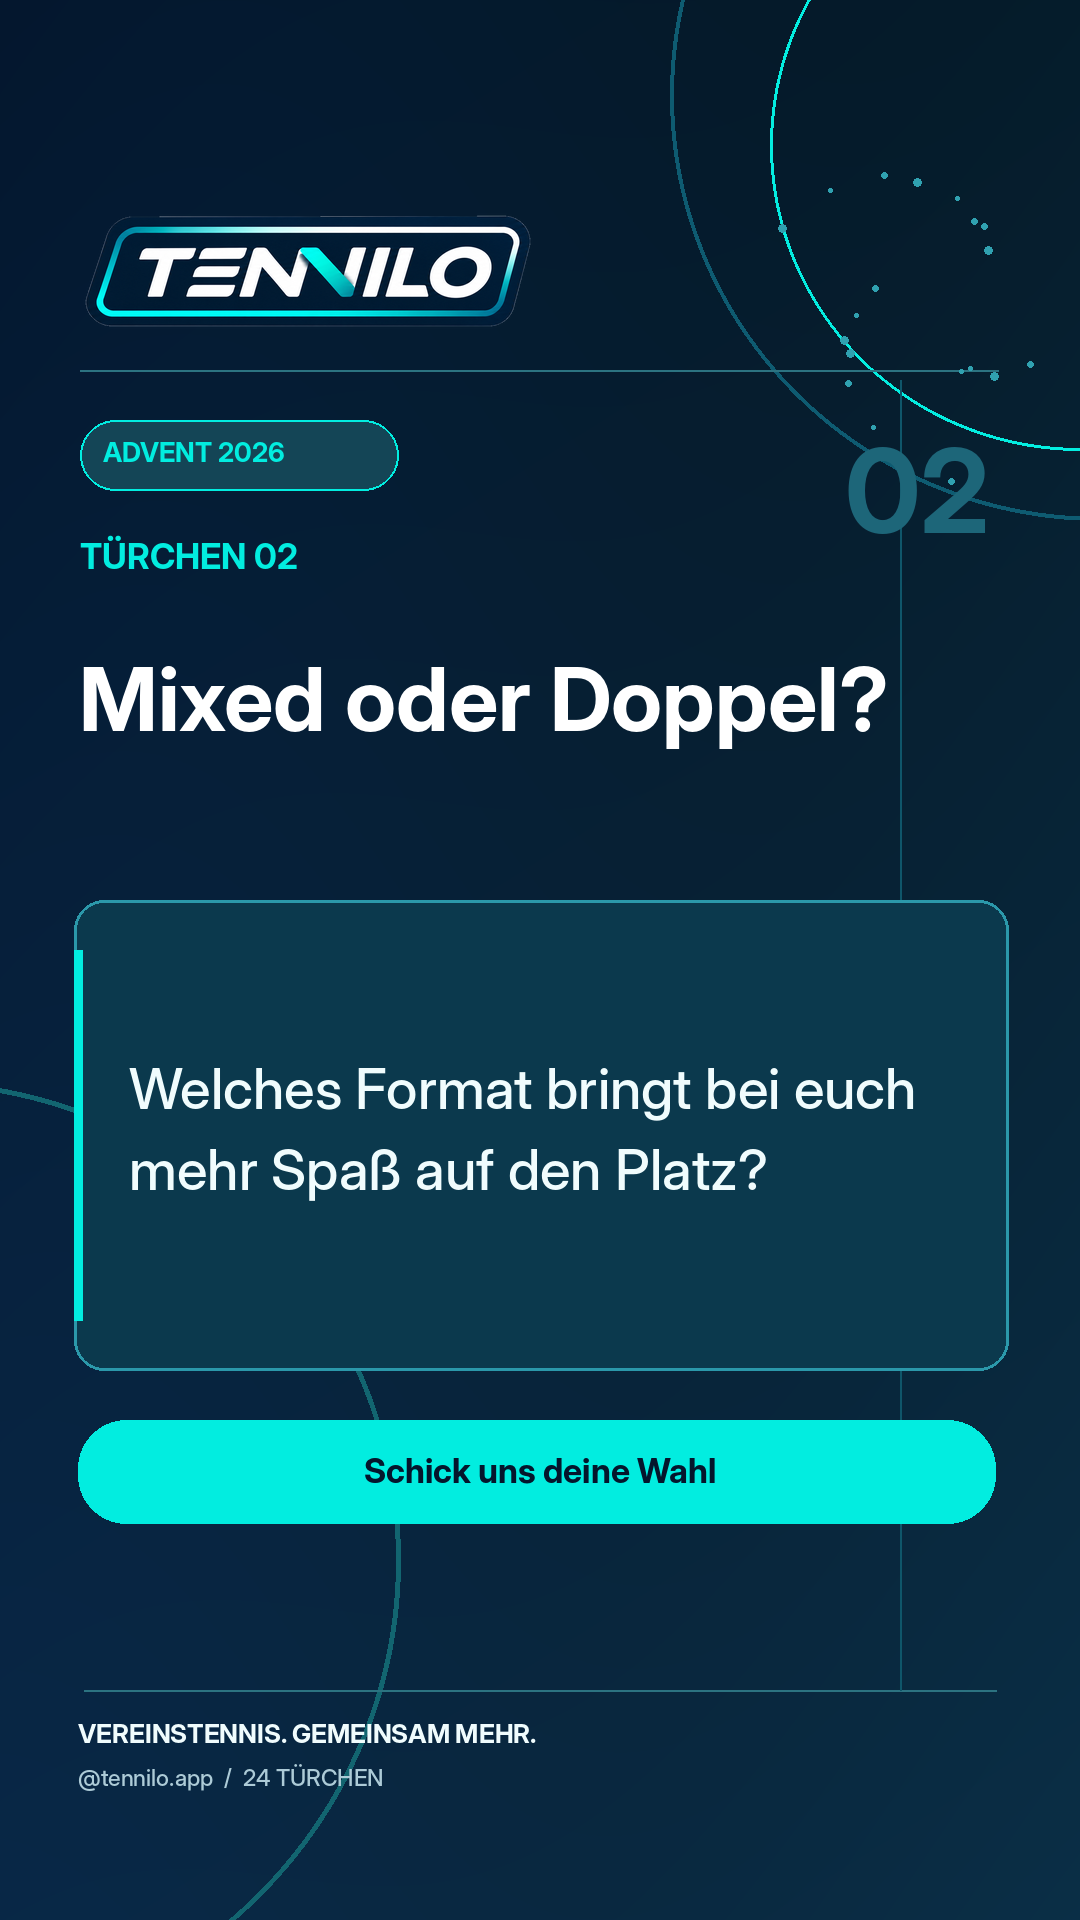 TENNILO
ADVENT 2026
02
TÜRCHEN 02
Mixed oder Doppel?
Welches Format bringt bei euch
mehr Spaß auf den Platz?
Schick uns deine Wahl
VEREINSTENNIS. GEMEINSAM MEHR.
@tennilo.app / 24 TÜRCHEN